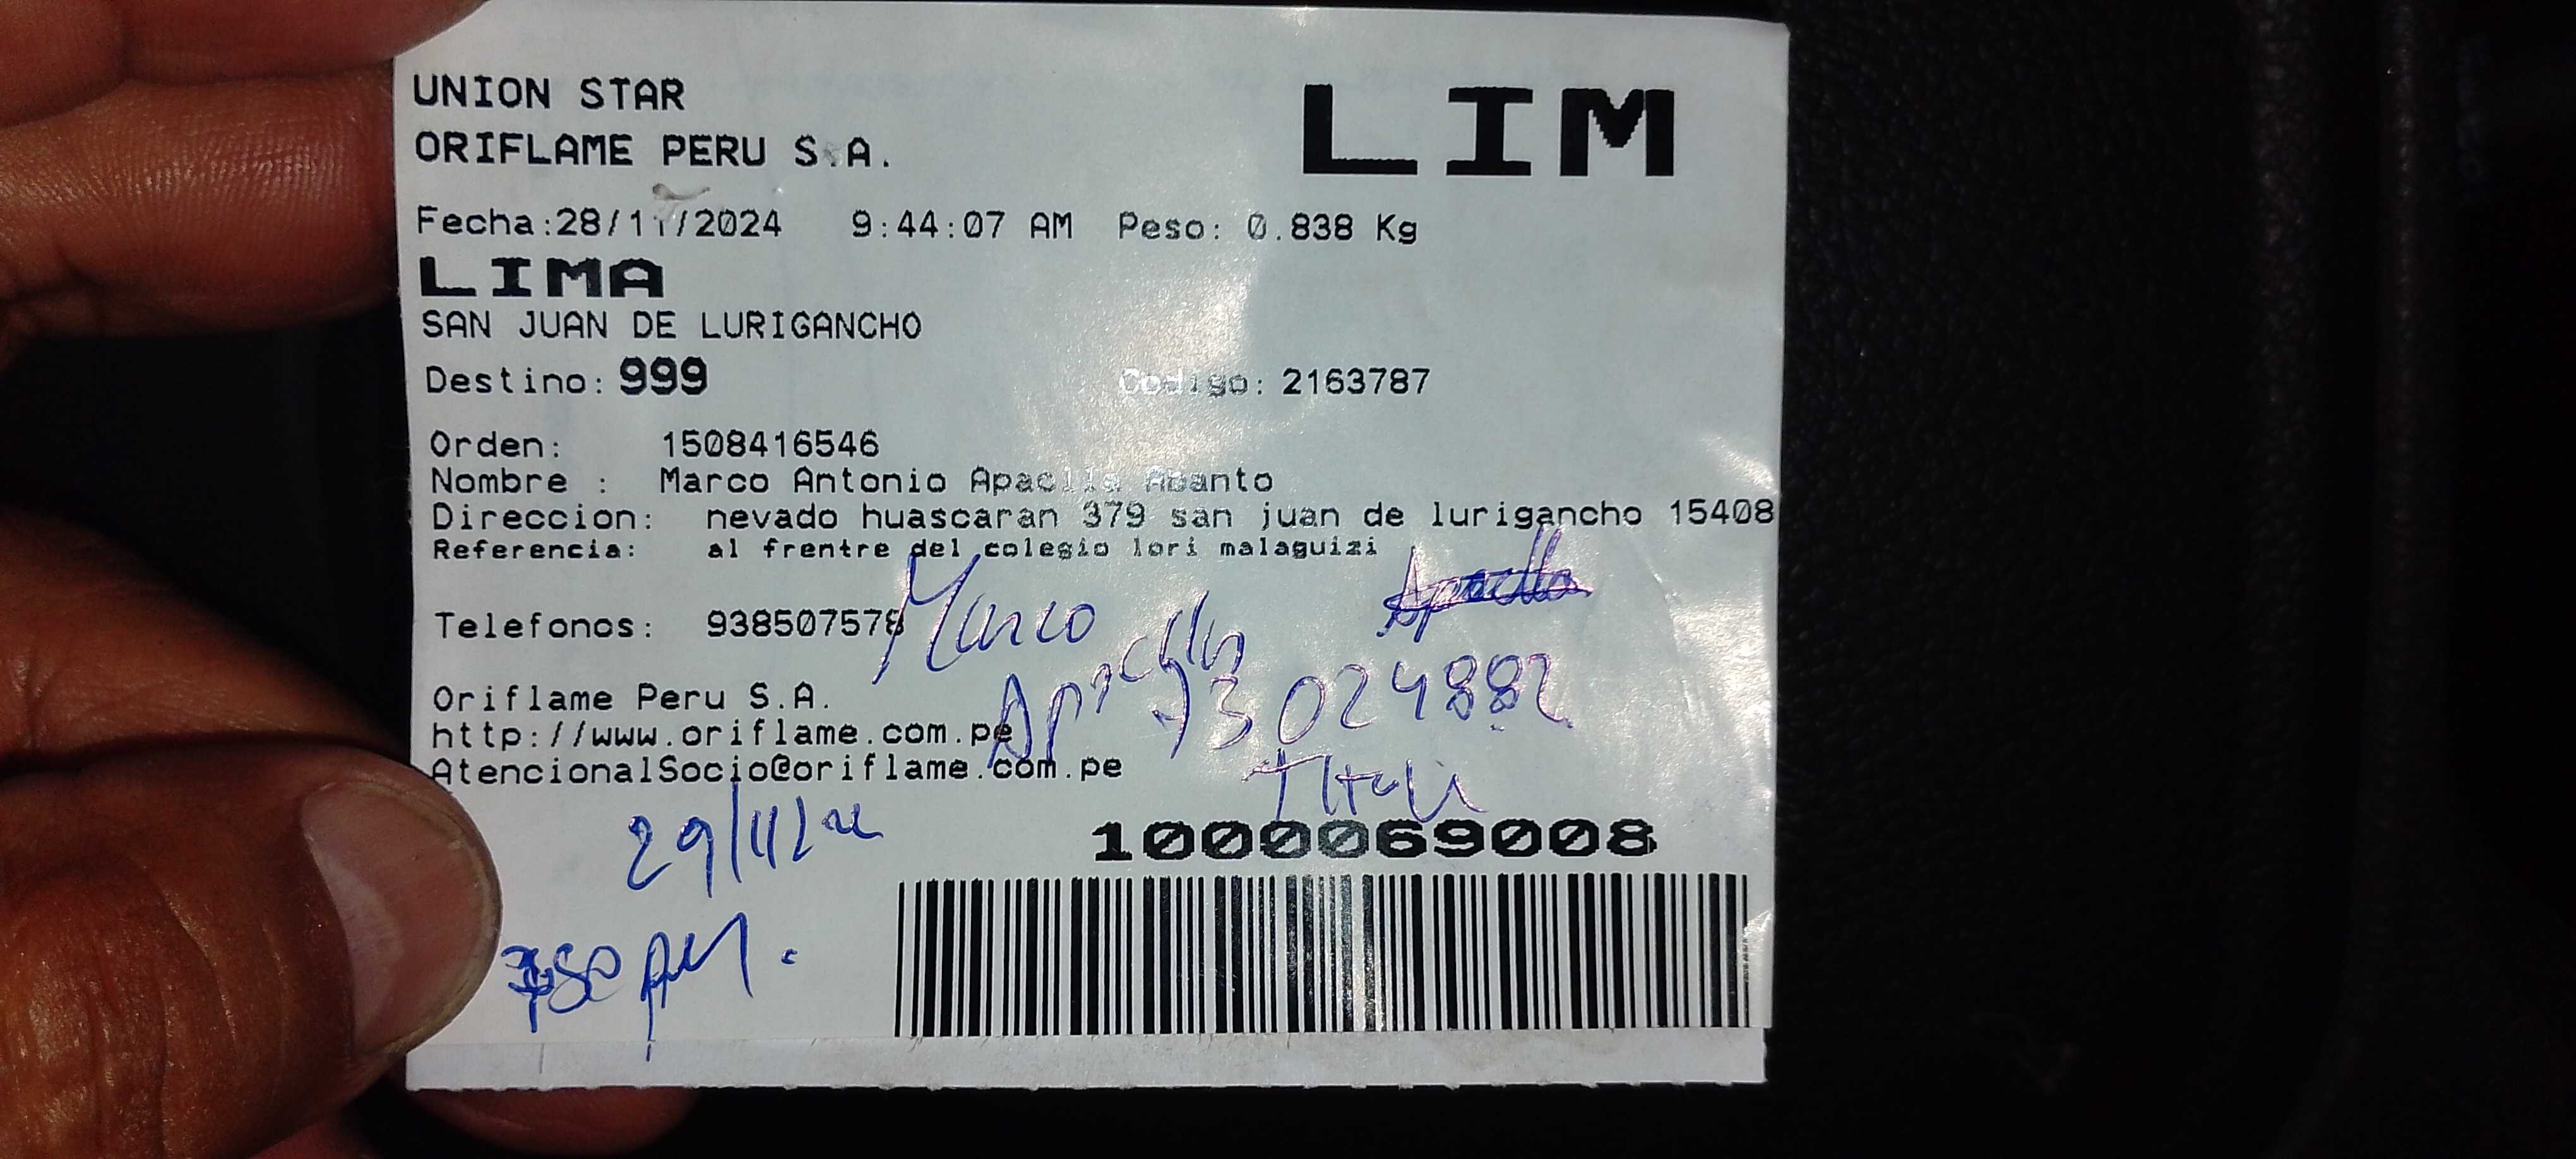 UNION STAR
LIM
ORIFLAME PERU S.A.
Fecha:28/11/2024 9:44:07 AM Peso: 0.838 Kg
LIMA
SAN JUAN DE LURIGANCHO
Destino: 999 Codigo: 2163787
Orden: 1508416546
Nombre : Marco Antonio Apaclla Abanto
Direccion: nevado huascaran 379 san juan de lurigancho 15408
Referencia: al frentre del colegio lori malaguizi
Telefonos: 938507578
Marco
Apaclla
73024882
Oriflame Peru S.A.
http://www.oriflame.com.pe
AtencionalSocio@oriflame.com.pe
Titular
29/11/24
1000069008